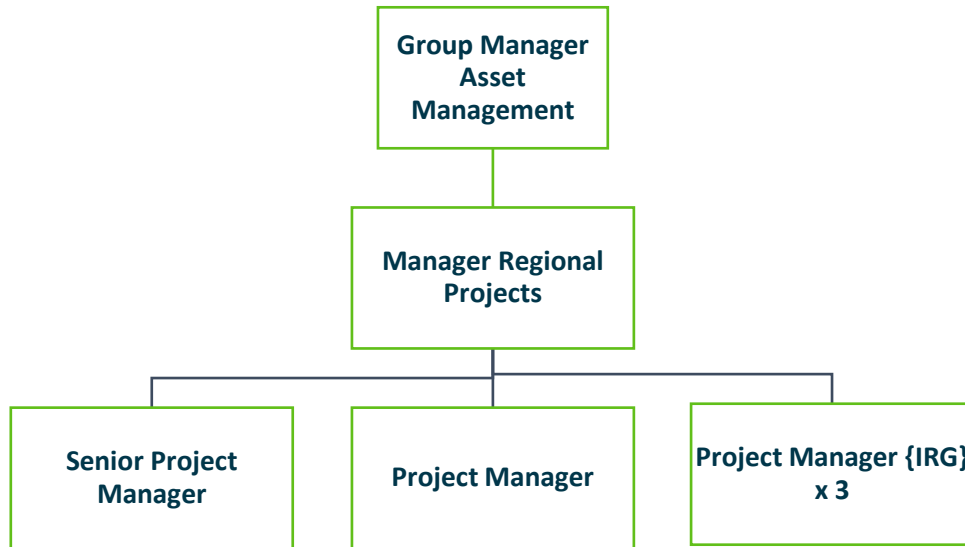 Group Manager
Asset
Management
Manager Regional
Projects
Senior Project
Manager
Project Manager
Project Manager {IRG}
x 3